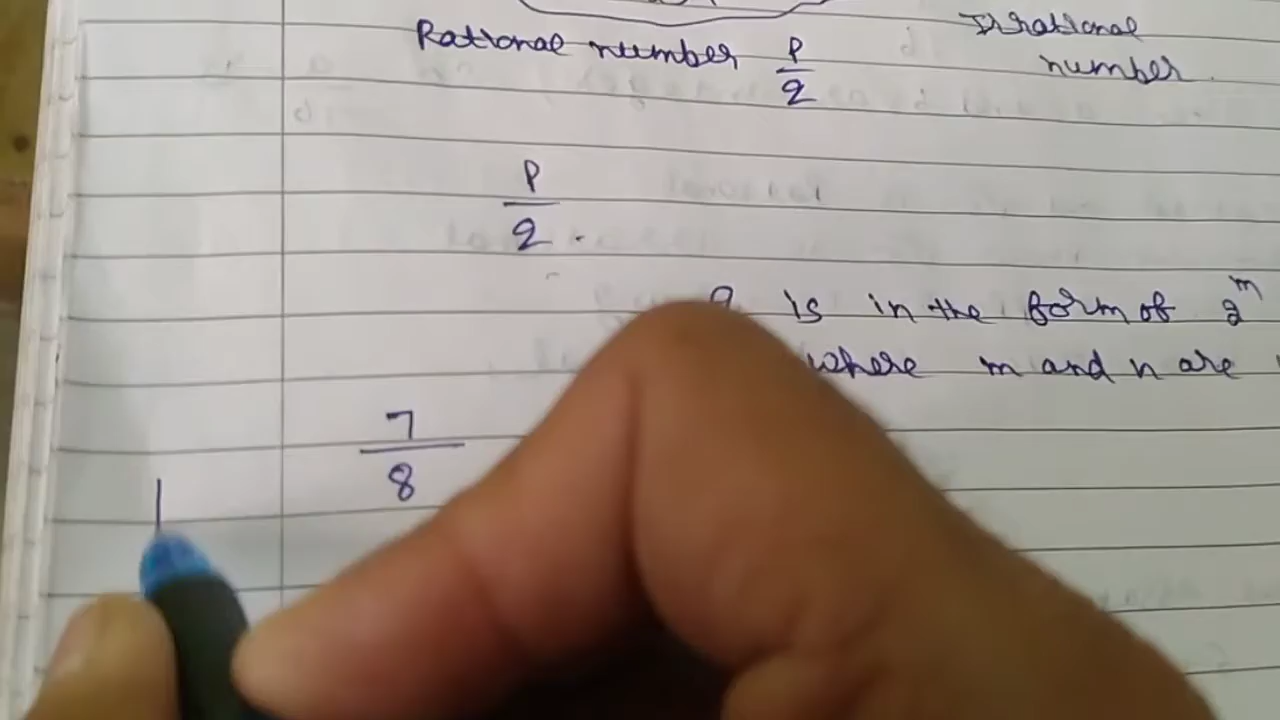 Rational number P/q
Irrational number
P/q .
q is in the form of 2^m
where m and n are
7/8